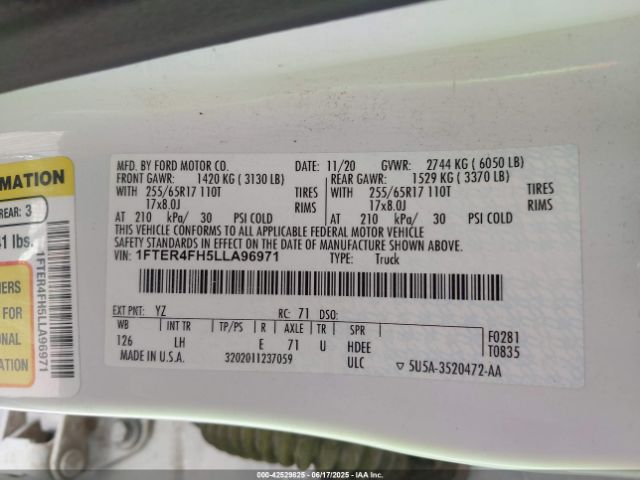 MATION
REAR: 3
41 lbs.
ERS
FOR
ONAL
N
1FTER4FH5LLA96971
MFD. BY FORD MOTOR CO. DATE: 11/20 GVWR: 2744 KG ( 6050 LB)
FRONT GAWR: 1420 KG ( 3130 LB) REAR GAWR: 1529 KG ( 3370 LB)
WITH 255/65R17 110T TIRES WITH 255/65R17 110T TIRES
17x8.0J RIMS 17x8.0J RIMS
AT 210 kPa/ 30 PSI COLD AT 210 kPa/ 30 PSI COLD
THIS VEHICLE CONFORMS TO ALL APPLICABLE FEDERAL MOTOR VEHICLE
SAFETY STANDARDS IN EFFECT ON THE DATE OF MANUFACTURE SHOWN ABOVE.
VIN: 1FTER4FH5LLA96971 TYPE: Truck
EXT PNT: YZ RC: 71 DSO:
WB INT TR TP/PS R AXLE TR SPR F0281
126 LH E 71 U HDEE T0835
MADE IN U.S.A. 3202011237059 ULC 5U5A-3520472-AA
000-42529825 - 06/17/2025 - IAA Inc.